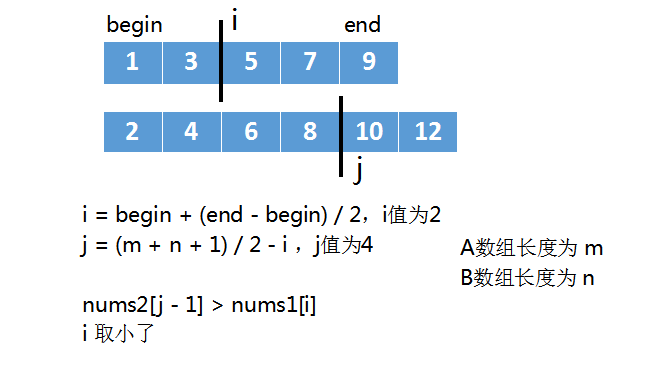 begin i end
1 3 5 7 9
2 4 6 8 10 12
j
i = begin + (end - begin) / 2，i值为2
j = (m + n + 1) / 2 - i ，j值为4
A数组长度为 m
B数组长度为 n
nums2[j - 1] > nums1[i]
i 取小了